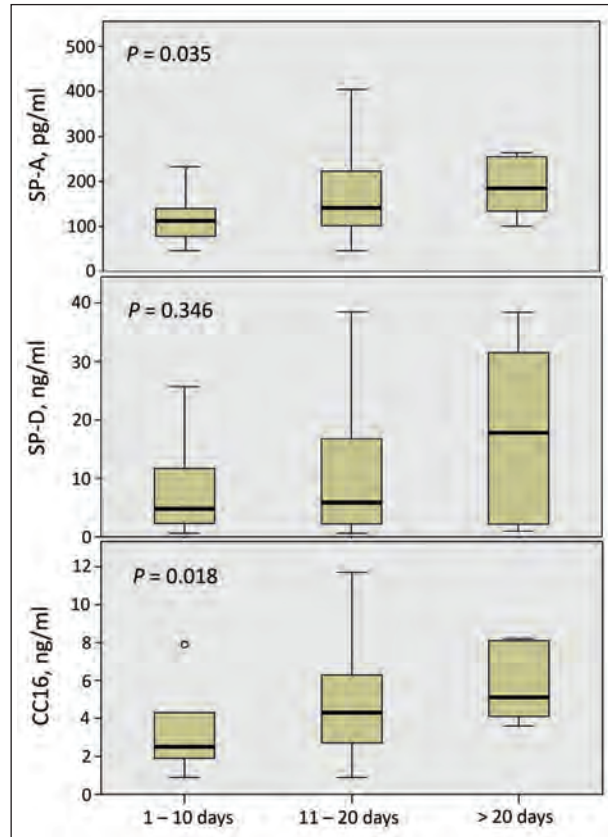 P = 0.035
SP-A, pg/ml
500
400
300
200
100
0
P = 0.346
SP-D, ng/ml
40
30
20
10
0
P = 0.018
CC16, ng/ml
12
10
8
6
4
2
0
1 – 10 days 11 – 20 days > 20 days